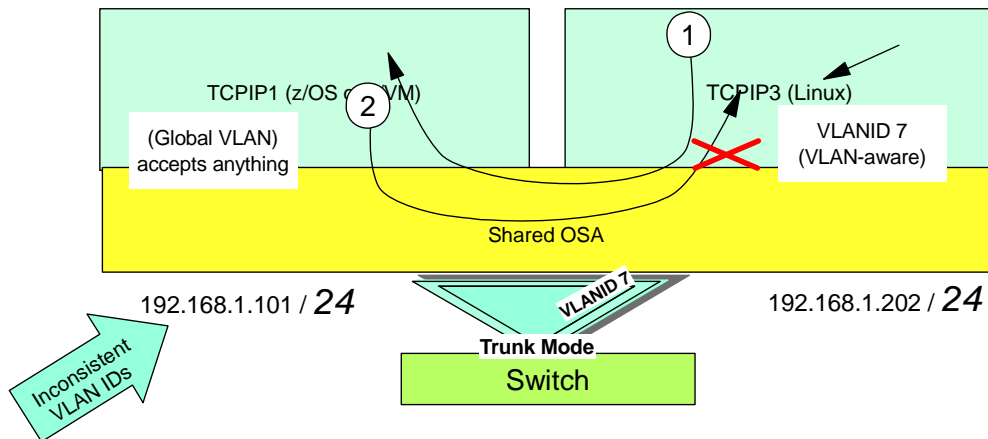 1
TCPIP1 (z/OS o
VM)
2
TCPIP3 (Linux)
(Global VLAN)
accepts anything
VLANID 7
(VLAN-aware)
Shared OSA
192.168.1.101 / 24
VLANID 7
192.168.1.202 / 24
Trunk Mode
Switch
Inconsistent
VLAN IDs